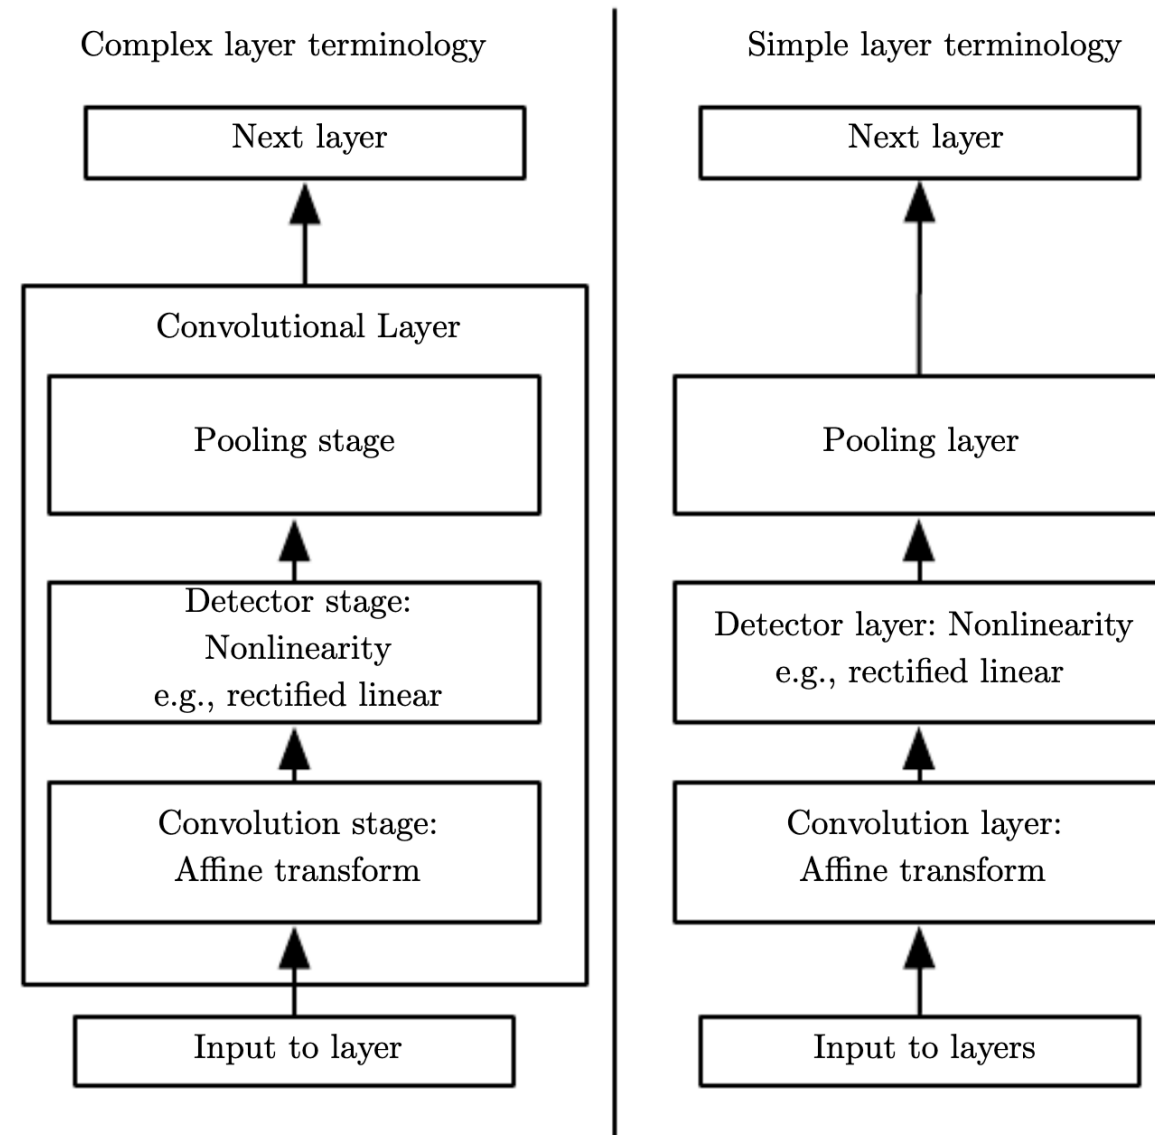 Complex layer terminology
Next layer
Convolutional Layer
Pooling stage
Detector stage:
Nonlinearity
e.g., rectified linear
Convolution stage:
Affine transform
Input to layer
Simple layer terminology
Next layer
Pooling layer
Detector layer: Nonlinearity
e.g., rectified linear
Convolution layer:
Affine transform
Input to layers